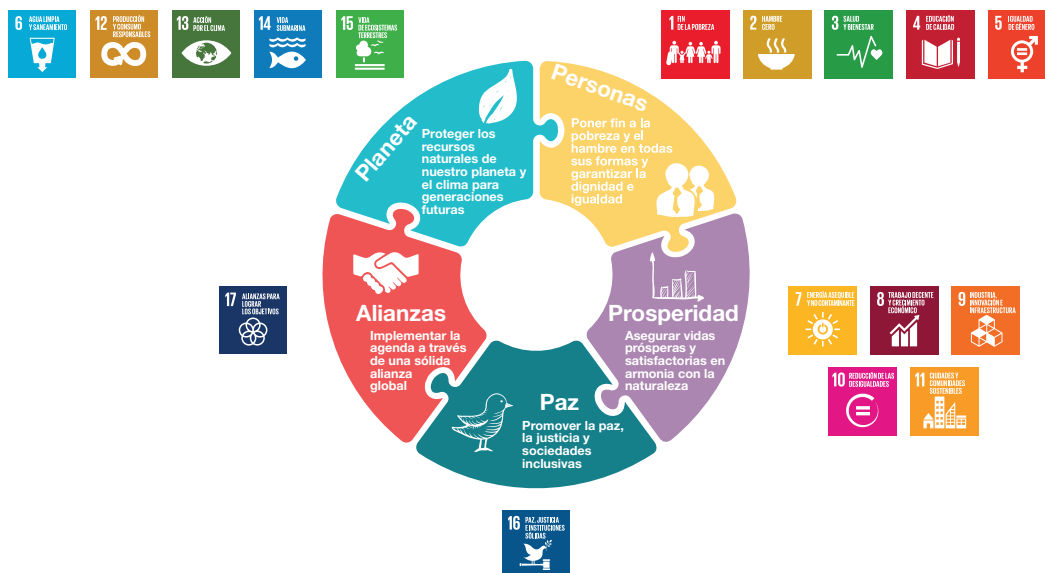 6 AGUA LIMPIA
Y SANEAMIENTO
12 PRODUCCIÓN
Y CONSUMO
RESPONSABLES
13 ACCIÓN
POR EL CLIMA
14 VIDA
SUBMARINA
15 VIDA
DE ECOSISTEMAS
TERRESTRES
1 FIN
DE LA POBREZA
2 HAMBRE
CERO
3 SALUD
Y BIENESTAR
4 EDUCACIÓN
DE CALIDAD
5 IGUALDAD
DE GÉNERO
Planeta
Proteger los
recursos
naturales de
nuestro planeta y
el clima para
generaciones
futuras
Personas
Poner fin a la
pobreza y el
hambre en todas
sus formas y
garantizar la
dignidad e
igualdad
17 ALIANZAS PARA
LOGRAR
LOS OBJETIVOS
Alianzas
Implementar la
agenda a través
de una sólida
alianza
global
Prosperidad
Asegurar vidas
prósperas y
satisfactorias en
armonia con la
naturaleza
7 ENERGÍA ASEQUIBLE
Y NO CONTAMINANTE
8 TRABAJO DECENTE
Y CRECIMIENTO
ECONÓMICO
9 INDUSTRIA,
INNOVACIÓN E
INFRAESTRUCTURA
10 REDUCCIÓN DE LAS
DESIGUALDADES
11 CIUDADES Y
COMUNIDADES
SOSTENIBLES
Paz
Promover la paz,
la justicia y
sociedades
inclusivas
16 PAZ, JUSTICIA
E INSTITUCIONES
SÓLIDAS